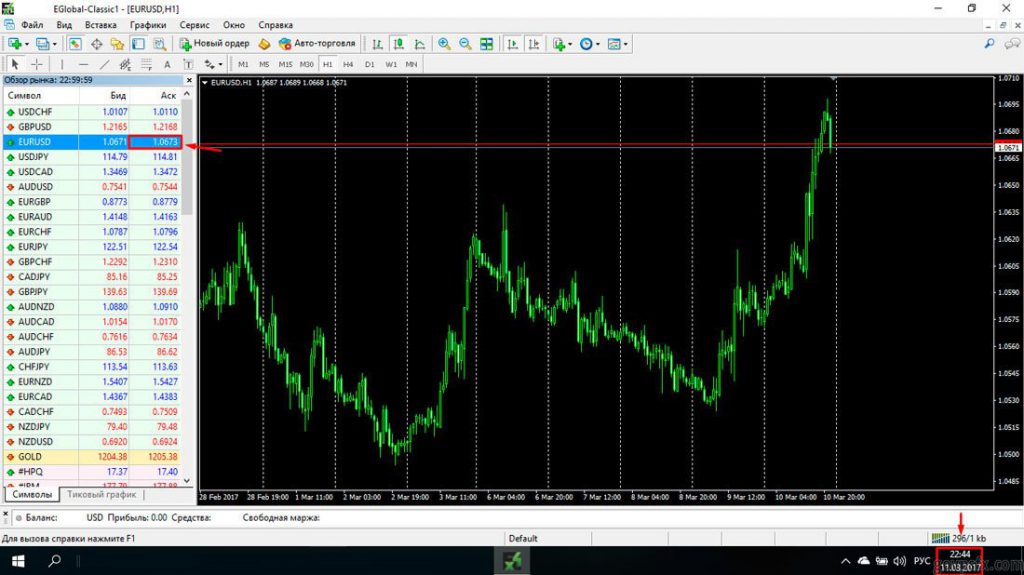 EGlobal-Classic1 - [EURUSD,H1]
Файл Вид Вставка Графики Сервис Окно Справка
Новый ордер Авто-торговля
A T M1 M5 M15 M30 H1 H4 D1 W1 MN
Обзор рынка: 22:59:59
Символ Бид Аск
USDCHF 1.0107 1.0110
GBPUSD 1.2165 1.2168
EURUSD 1.0671 1.0673
USDJPY 114.79 114.81
USDCAD 1.3469 1.3472
AUDUSD 0.7541 0.7544
EURGBP 0.8773 0.8779
EURAUD 1.4148 1.4163
EURCHF 1.0787 1.0796
EURJPY 122.51 122.54
GBPCHF 1.2292 1.2310
CADJPY 85.16 85.25
GBPJPY 139.63 139.69
AUDNZD 1.0880 1.0910
AUDCAD 1.0154 1.0170
AUDCHF 0.7616 0.7634
AUDJPY 86.53 86.62
CHFJPY 113.54 113.63
EURNZD 1.5407 1.5427
EURCAD 1.4367 1.4383
CADCHF 0.7493 0.7509
NZDJPY 79.40 79.48
NZDUSD 0.6920 0.6924
GOLD 1204.38 1205.38
#HPQ 17.37 17.40
#IBM 177.79 177.88
Символы Тиковый график
EURUSD,H1 1.0687 1.0689 1.0668 1.0671
1.0710
1.0695
1.0680
1.0671
1.0665
1.0650
1.0635
1.0620
1.0605
1.0590
1.0575
1.0560
1.0545
1.0530
1.0515
1.0500
1.0485
28 Feb 2017 28 Feb 19:00 1 Mar 11:00 2 Mar 03:00 2 Mar 19:00 3 Mar 11:00 6 Mar 04:00 6 Mar 20:00 7 Mar 12:00 8 Mar 04:00 8 Mar 20:00 9 Mar 12:00 10 Mar 04:00 10 Mar 20:00
Баланс: USD Прибыль: 0.00 Средства: Свободная маржа:
Для вызова справки нажмите F1 Default 296/1 kb
РУС 22:44
11.03.2017